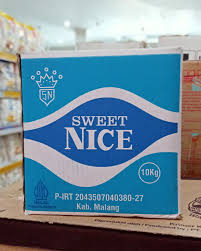 SN
SWEET
NICE
10Kg
P-IRT 2043507040380-27
Kab. Malang